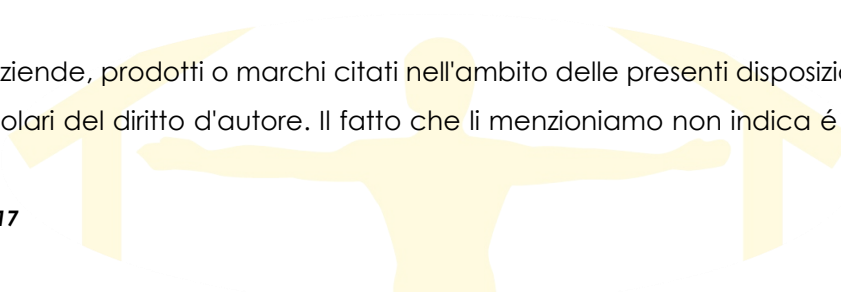 ziende, prodotti o marchi citati nell'ambito delle presenti disposizi
olari del diritto d'autore. Il fatto che li menzioniamo non indica é
17